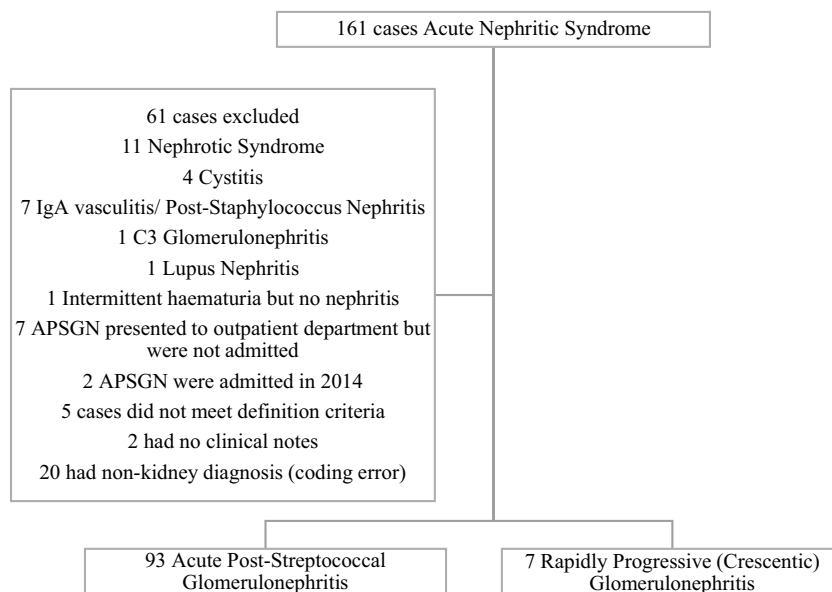 161 cases Acute Nephritic Syndrome
61 cases excluded
11 Nephrotic Syndrome
4 Cystitis
7 IgA vasculitis/ Post-Staphylococcus Nephritis
1 C3 Glomerulonephritis
1 Lupus Nephritis
1 Intermittent haematuria but no nephritis
7 APSGN presented to outpatient department but
were not admitted
2 APSGN were admitted in 2014
5 cases did not meet definition criteria
2 had no clinical notes
20 had non-kidney diagnosis (coding error)
93 Acute Post-Streptococcal
Glomerulonephritis
7 Rapidly Progressive (Crescentic)
Glomerulonephritis